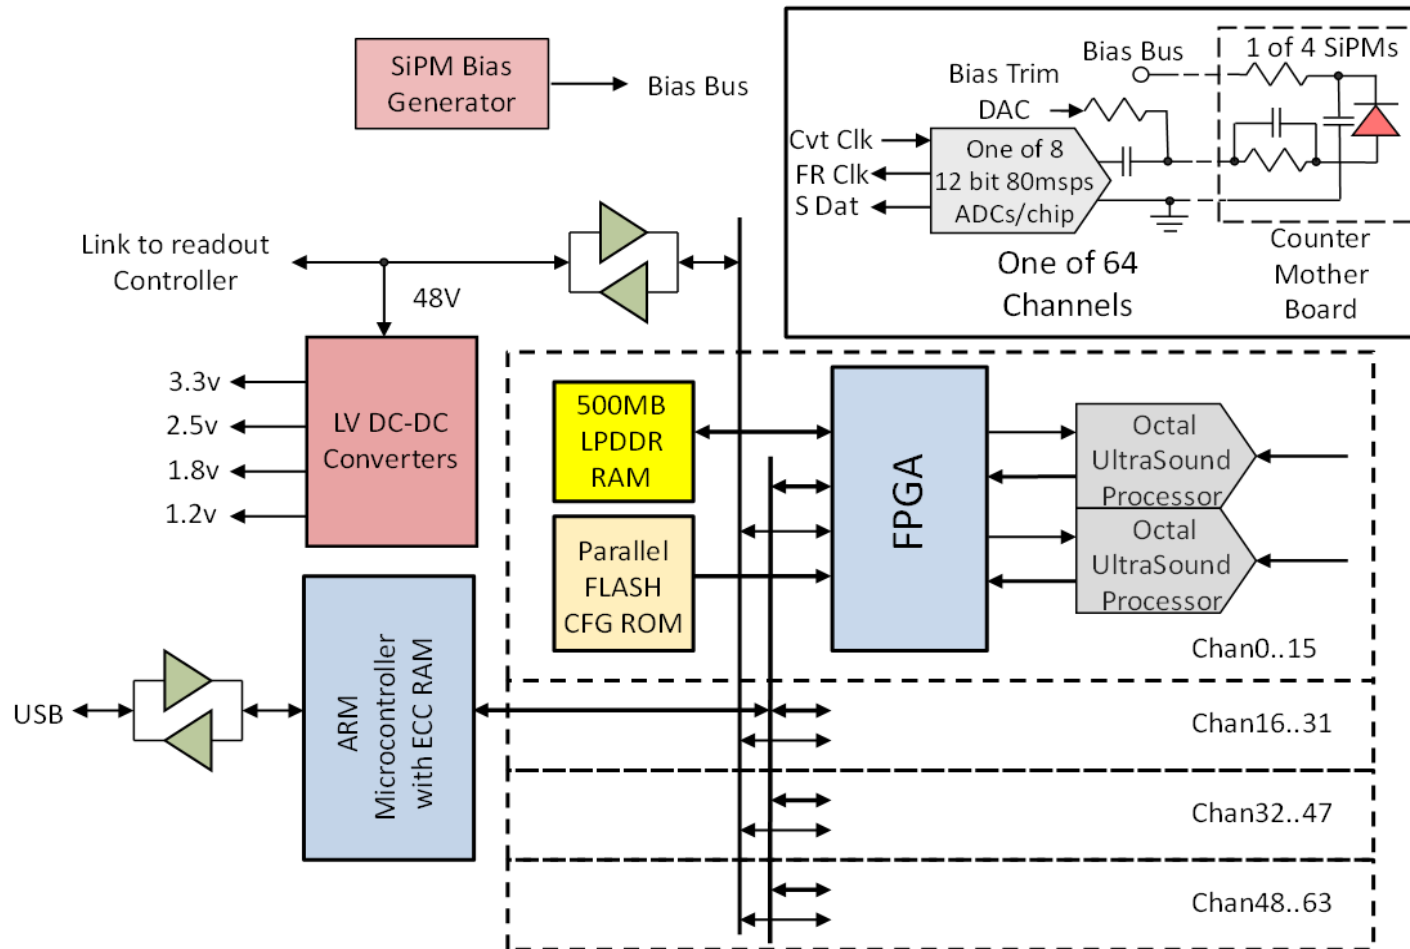 SiPM Bias
Generator
Bias Bus
1 of 4 SiPMs
Bias Bus
Bias Trim
DAC
Cvt Clk
FR Clk
S Dat
One of 8
12 bit 80msps
ADCs/chip
One of 64
Channels
Counter
Mother
Board
Link to readout
Controller
48V
3.3v
2.5v
1.8v
1.2v
LV DC-DC
Converters
500MB
LPDDR
RAM
Parallel
FLASH
CFG ROM
FPGA
Octal
UltraSound
Processor
Octal
UltraSound
Processor
Chan0..15
USB
ARM
Microcontroller
with ECC RAM
Chan16..31
Chan32..47
Chan48..63